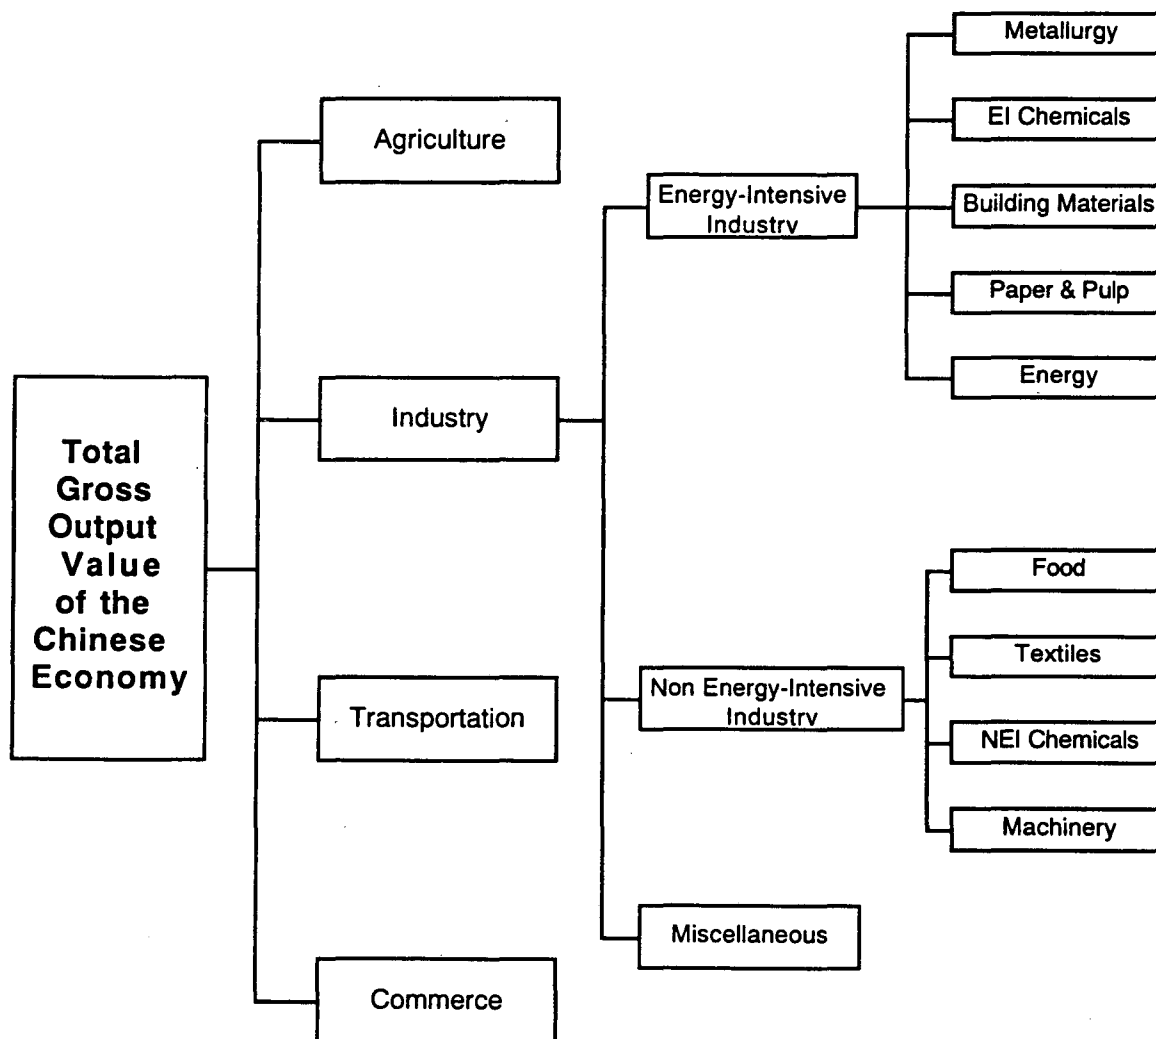 Total
Gross
Output
Value
of the
Chinese
Economy
Agriculture
Industry
Transportation
Commerce
Energy-Intensive
Industry
Non Energy-Intensive
Industry
Miscellaneous
Metallurgy
EI Chemicals
Building Materials
Paper & Pulp
Energy
Food
Textiles
NEI Chemicals
Machinery